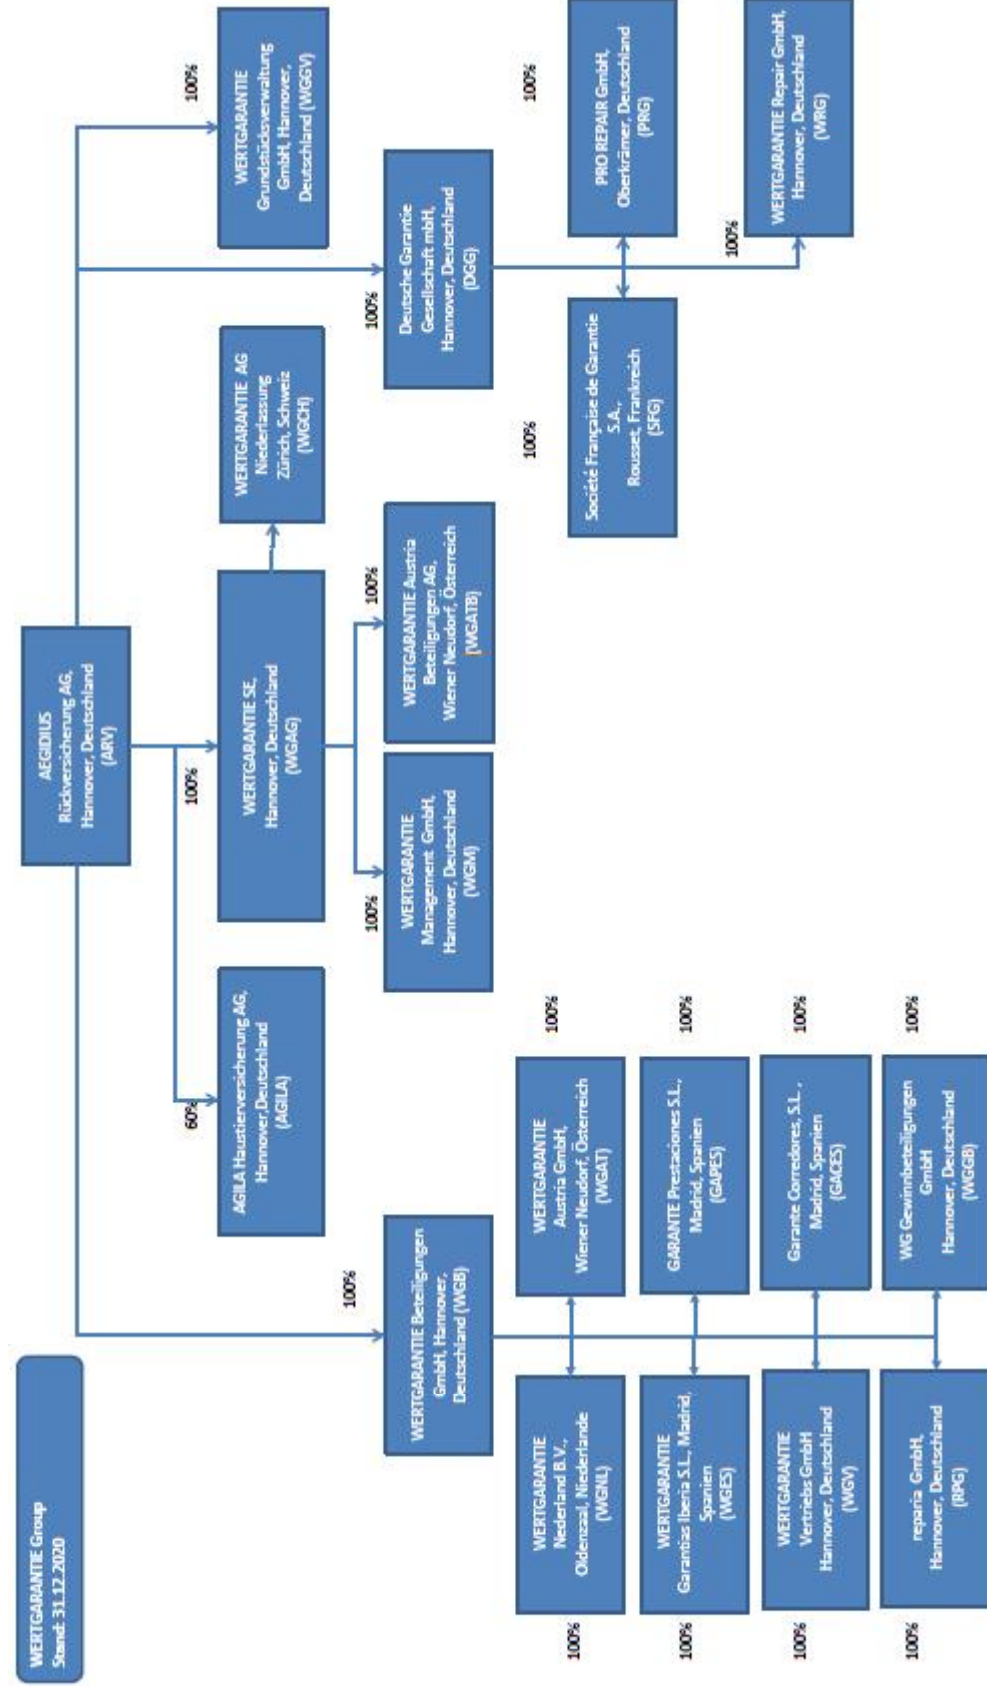 WERTGARANTIE Group
Stand: 31.12.2020
AEGIDIUS
Rückversicherung AG,
Hannover, Deutschland
(ARV)
60%
AGILA Haustierversicherung AG,
Hannover,Deutschland
(AGILA)
100%
WERTGARANTIE SE,
Hannover, Deutschland
(WGAG)
WERTGARANTIE AG
Niederlassung
Zürich, Schweiz
(WGCH)
100%
WERTGARANTIE
Grundstücksverwaltung
GmbH, Hannover,
Deutschland (WGGV)
100%
WERTGARANTIE Beteiligungen
GmbH, Hannover,
Deutschland (WGB)
100%
WERTGARANTIE
Management GmbH,
Hannover, Deutschland
(WGM)
100%
WERTGARANTIE Austria
Beteiligungen AG,
Wiener Neudorf, Österreich
(WGATB)
100%
Deutsche Garantie
Gesellschaft mbH,
Hannover, Deutschland
(DGG)
100%
WERTGARANTIE
Nederland B.V.,
Oldenzaal, Niederlande
(WGNL)
100%
WERTGARANTIE
Austria GmbH,
Wiener Neudorf, Österreich
(WGAT)
100%
Société Française de Garantie
S.A.,
Rousset, Frankreich
(SFG)
100%
PRO REPAIR GmbH,
Oberkrämer, Deutschland
(PRG)
100%
WERTGARANTIE
Garantias Iberia S.L., Madrid,
Spanien
(WGES)
100%
GARANTE Prestaciones S.L.,
Madrid, Spanien
(GAPES)
100%
WERTGARANTIE Repair GmbH,
Hannover, Deutschland
(WRG)
100%
WERTGARANTIE
Vertriebs GmbH
Hannover, Deutschland
(WGV)
100%
Garante Corredores, S.L. ,
Madrid, Spanien
(GACES)
100%
reparia GmbH,
Hannover, Deutschland
(RPG)
100%
WG Gewinnbeteiligungen
GmbH
Hannover, Deutschland
(WGGB)